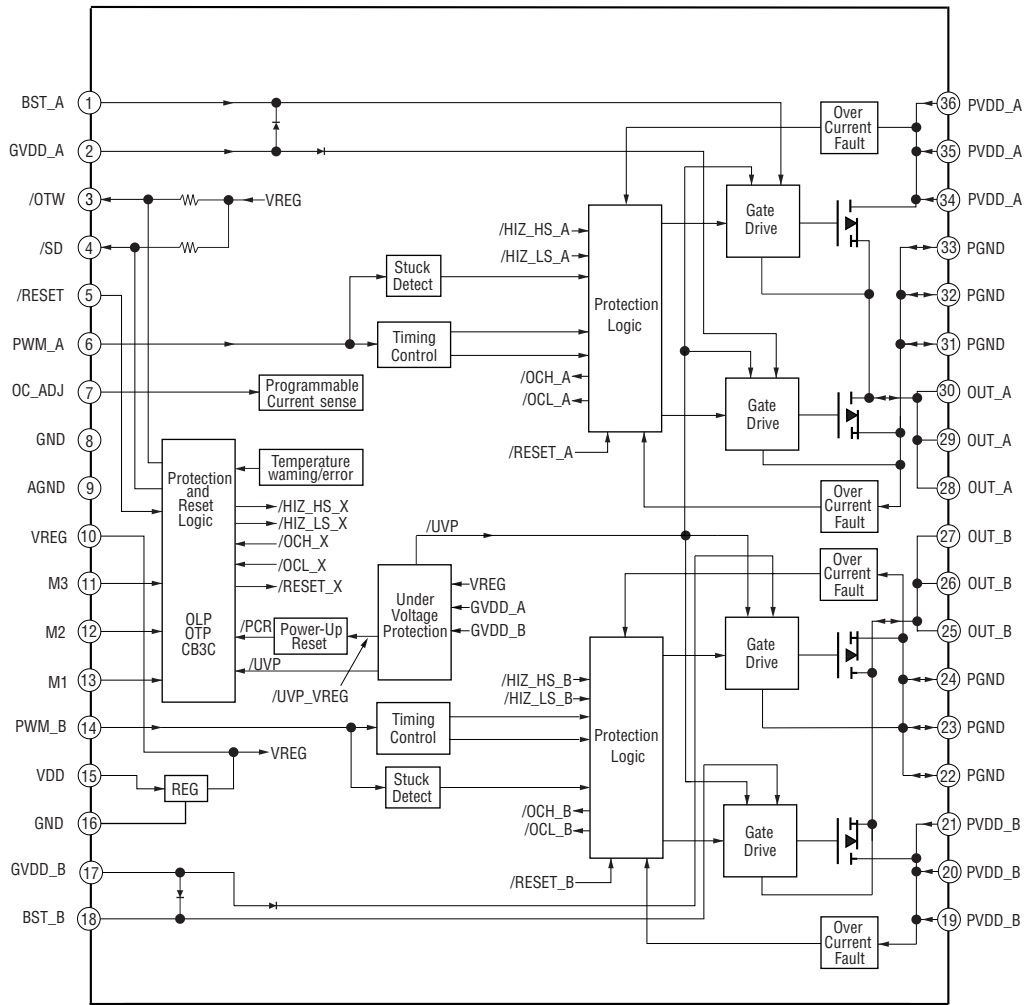 BST_A
1
GVDD_A
2
/OTW
3
VREG
/SD
4
/RESET
5
PWM_A
6
OC_ADJ
7
GND
8
AGND
9
VREG
10
M3
11
M2
12
M1
13
PWM_B
14
VDD
15
GND
16
GVDD_B
17
BST_B
18
Stuck
Detect
Timing
Control
Programmable
Current sense
Temperature
waming/error
Protection
and
Reset
Logic
OLP
OTP
CB3C
/HIZ_HS_X
/HIZ_LS_X
/OCH_X
/OCL_X
/RESET_X
/PCR
Power-Up
Reset
/UVP
/UVP_VREG
/UVP
Under
Voltage
Protection
VREG
GVDD_A
GVDD_B
VREG
REG
Timing
Control
Stuck
Detect
/HIZ_HS_A
/HIZ_LS_A
Protection
Logic
/OCH_A
/OCL_A
/RESET_A
/HIZ_HS_B
/HIZ_LS_B
Protection
Logic
/OCH_B
/OCL_B
/RESET_B
Over
Current
Fault
Gate
Drive
Gate
Drive
Over
Current
Fault
Over
Current
Fault
Gate
Drive
Gate
Drive
Over
Current
Fault
36
PVDD_A
35
PVDD_A
34
PVDD_A
33
PGND
32
PGND
31
PGND
30
OUT_A
29
OUT_A
28
OUT_A
27
OUT_B
26
OUT_B
25
OUT_B
24
PGND
23
PGND
22
PGND
21
PVDD_B
20
PVDD_B
19
PVDD_B